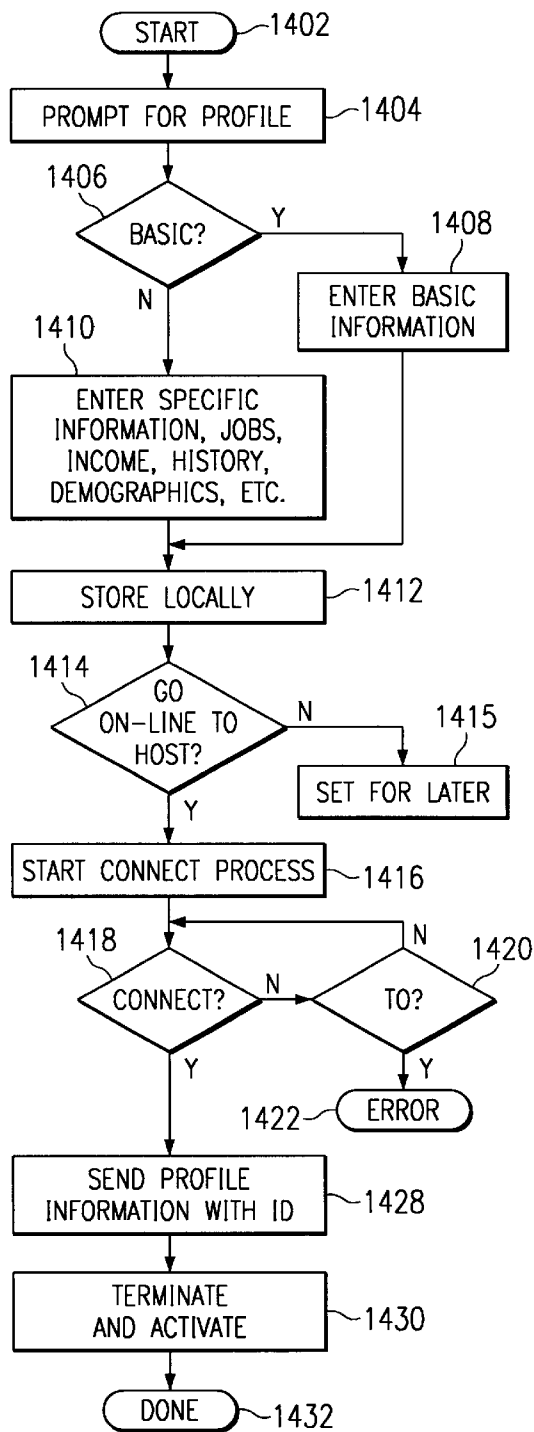 START
1402
PROMPT FOR PROFILE
1404
1406
BASIC?
Y
N
1408
ENTER BASIC
INFORMATION
1410
ENTER SPECIFIC
INFORMATION, JOBS,
INCOME, HISTORY,
DEMOGRAPHICS, ETC.
STORE LOCALLY
1412
1414
GO
ON-LINE TO
HOST?
N
Y
1415
SET FOR LATER
START CONNECT PROCESS
1416
1418
CONNECT?
N
Y
N
1420
TO?
Y
1422
ERROR
SEND PROFILE
INFORMATION WITH ID
1428
TERMINATE
AND ACTIVATE
1430
DONE
1432